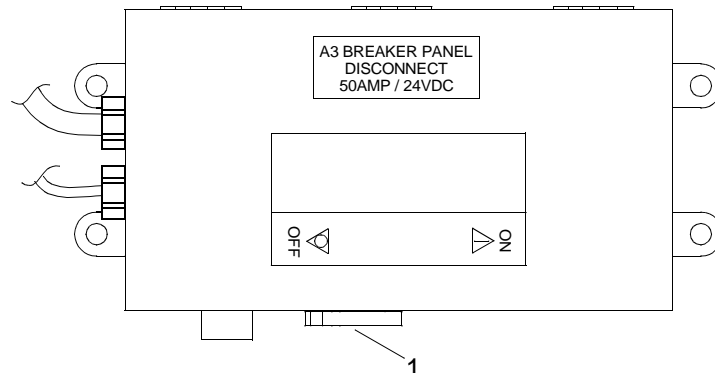 A3 BREAKER PANEL
DISCONNECT
50AMP / 24VDC
OFF
ON
1